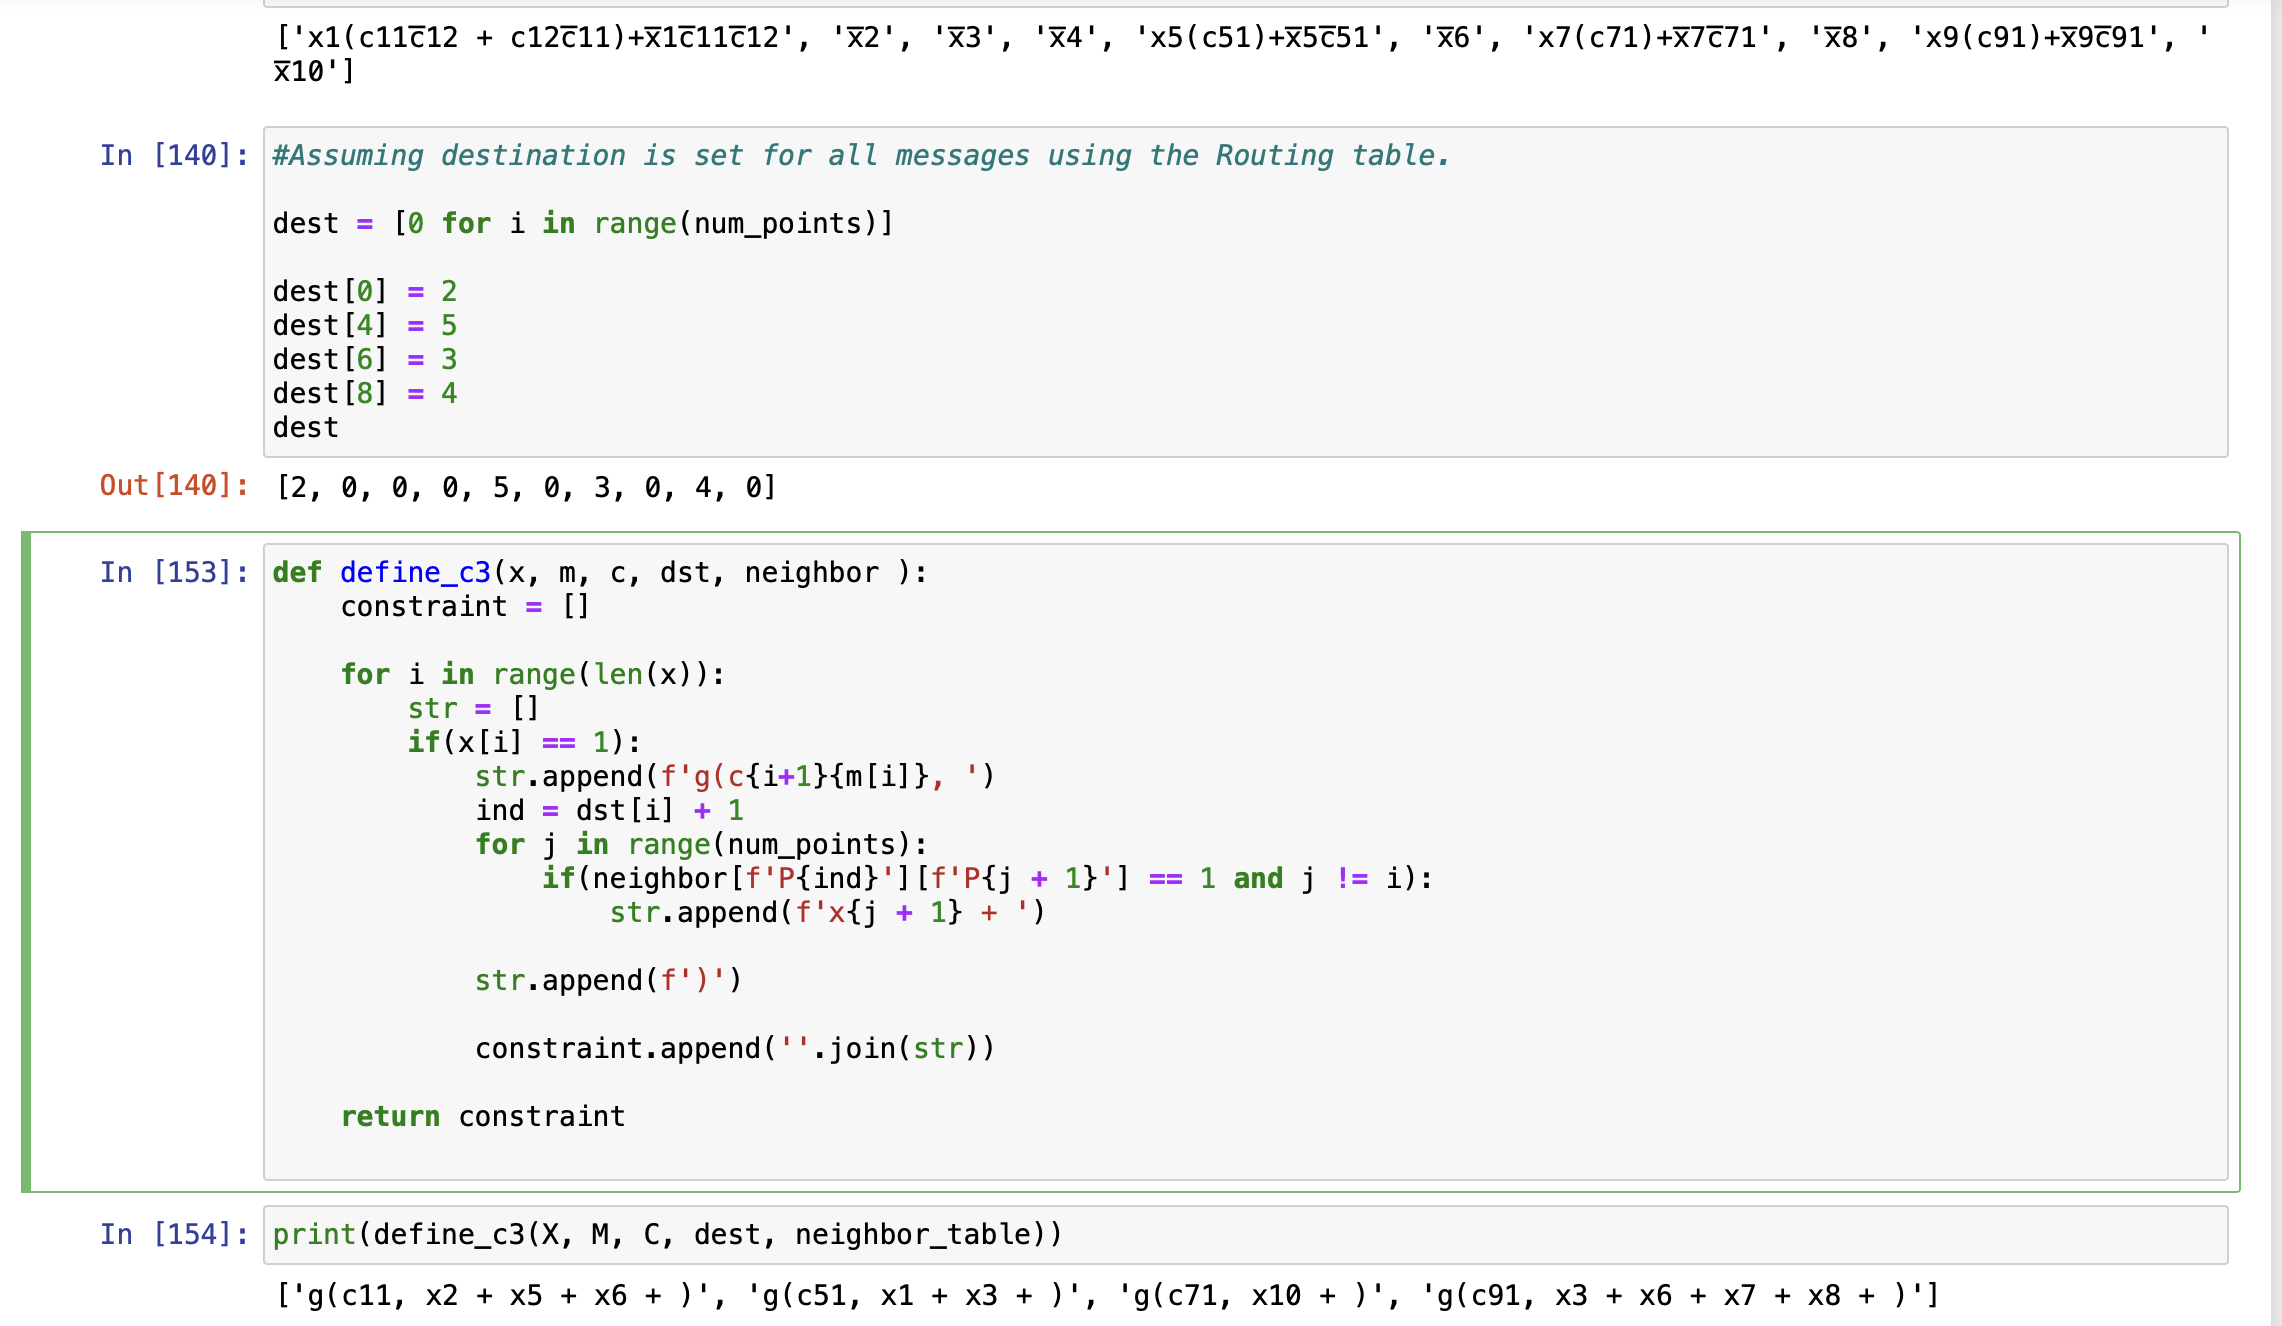 ['x1(c11c̅12 + c12c̅11)+x̅1c̅11c̅12', 'x̅2', 'x̅3', 'x̅4', 'x5(c51)+x̅5c̅51', 'x̅6', 'x7(c71)+x̅7c̅71', 'x̅8', 'x9(c91)+x̅9c̅91', '
x̅10']
In [140]: #Assuming destination is set for all messages using the Routing table.
dest = [0 for i in range(num_points)]
dest[0] = 2
dest[4] = 5
dest[6] = 3
dest[8] = 4
dest
Out[140]: [2, 0, 0, 0, 5, 0, 3, 0, 4, 0]
In [153]: def define_c3(x, m, c, dst, neighbor ):
    constraint = []
    for i in range(len(x)):
        str = []
        if(x[i] == 1):
            str.append(f'g(c{i+1}{m[i]}, ')
            ind = dst[i] + 1
            for j in range(num_points):
                if(neighbor[f'P{ind}'][f'P{j + 1}'] == 1 and j != i):
                    str.append(f'x{j + 1} + ')
            str.append(f')')
            constraint.append(''.join(str))
    return constraint
In [154]: print(define_c3(X, M, C, dest, neighbor_table))
['g(c11, x2 + x5 + x6 + )', 'g(c51, x1 + x3 + )', 'g(c71, x10 + )', 'g(c91, x3 + x6 + x7 + x8 + )']